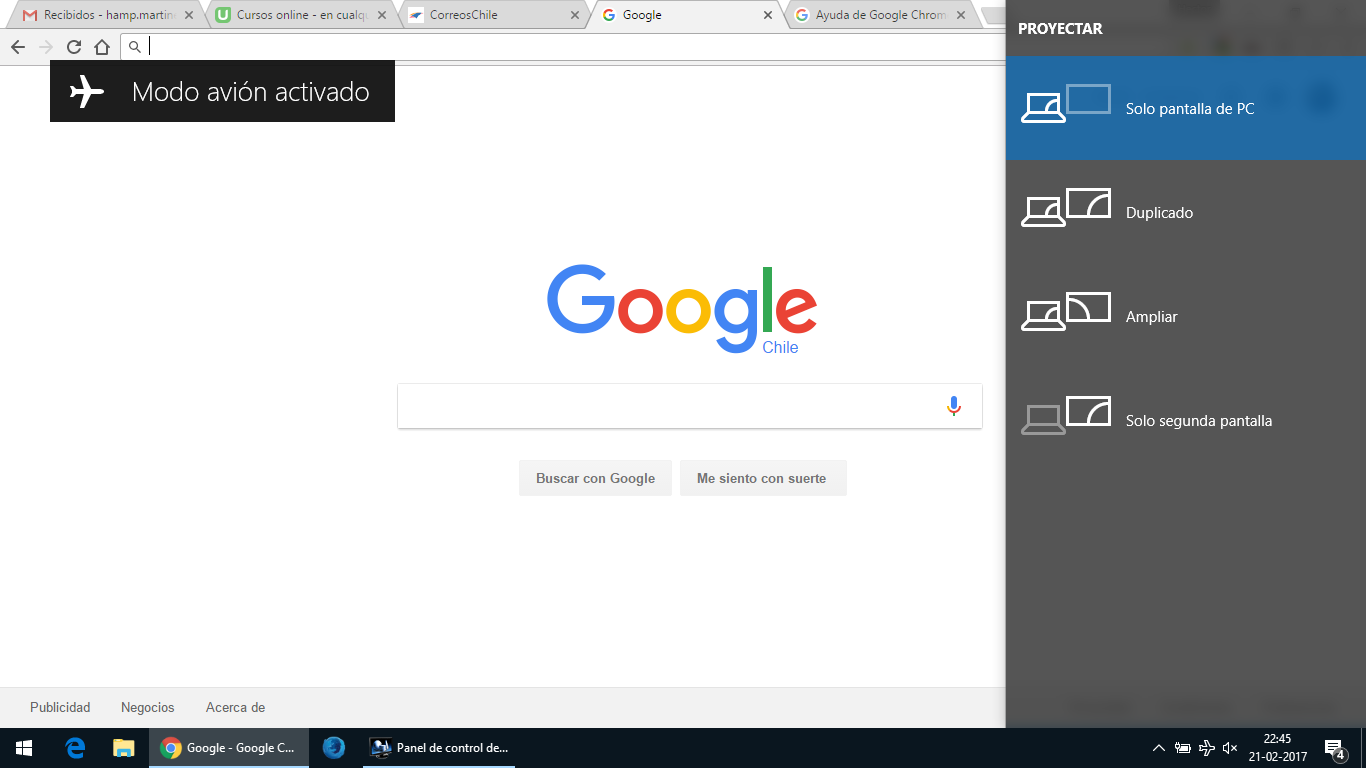 Recibidos - hamp.martin
Cursos online - en cualq
CorreosChile
Google
Ayuda de Google Chrom
PROYECTAR
Modo avión activado
Solo pantalla de PC
Duplicado
Ampliar
Solo segunda pantalla
Google
Chile
Buscar con Google
Me siento con suerte
Publicidad
Negocios
Acerca de
Google - Google C...
Panel de control de...
22:45
21-02-2017
4